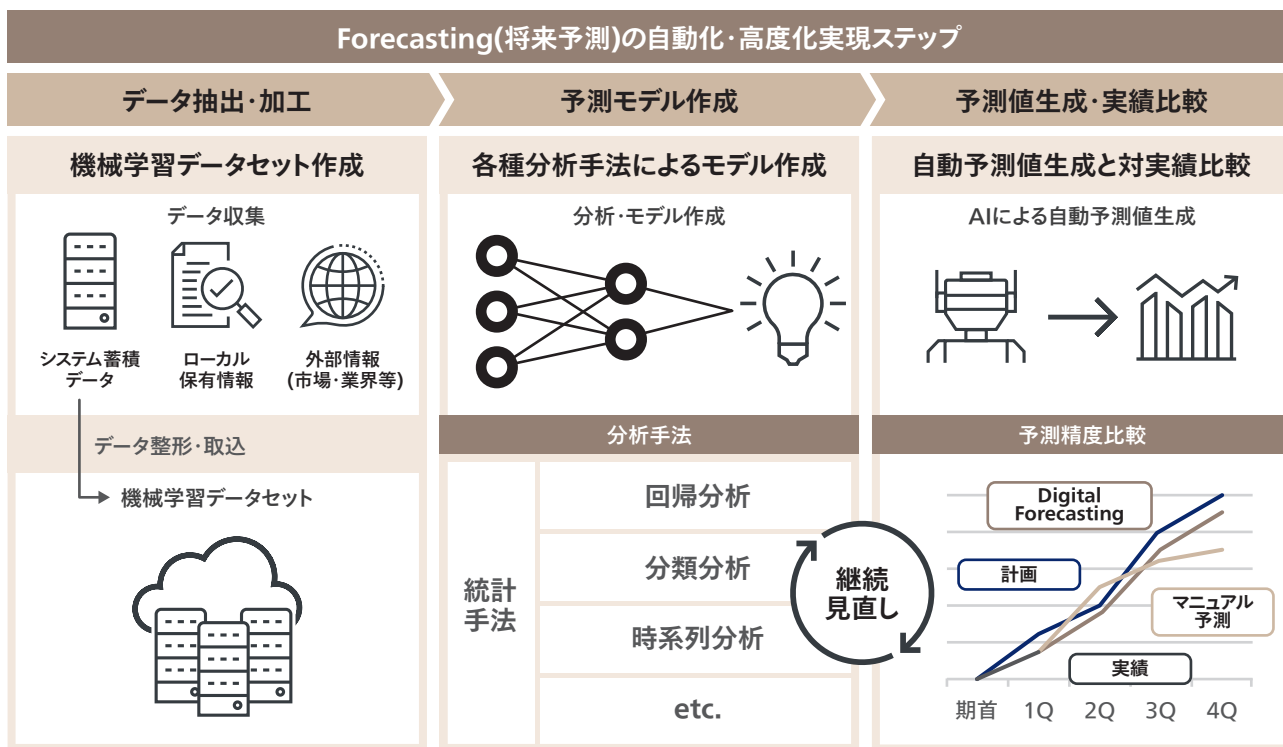 Forecasting(将来予測)の自動化・高度化実現ステップ
データ抽出・加工
予測モデル作成
予測値生成・実績比較
機械学習データセット作成
データ収集
システム蓄積
データ
ローカル
保有情報
外部情報
(市場・業界等)
データ整形・取込
機械学習データセット
各種分析手法によるモデル作成
分析・モデル作成
分析手法
統計
手法
回帰分析
分類分析
時系列分析
etc.
継続
見直し
自動予測値生成と対実績比較
AIによる自動予測値生成
予測精度比較
Digital
Forecasting
計画
マニュアル
予測
実績
期首 1Q 2Q 3Q 4Q